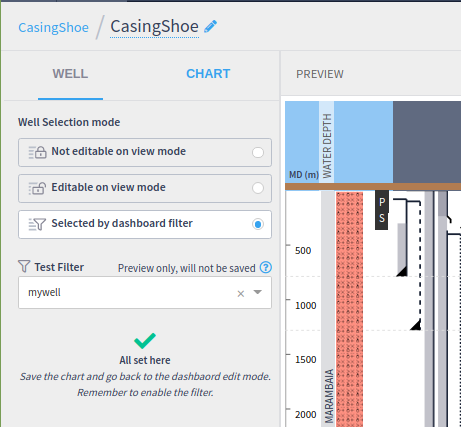 CasingShoe / CasingShoe
WELL CHART
PREVIEW
Well Selection mode
Not editable on view mode
Editable on view mode
Selected by dashboard filter
Test Filter Preview only, will not be saved ?
mywell ×
All set here
Save the chart and go back to the dashbaord edit mode.
Remember to enable the filter.
MD (m)
WATER DEPTH
P
S
500
1000
1500
2000
MARAMBAIA